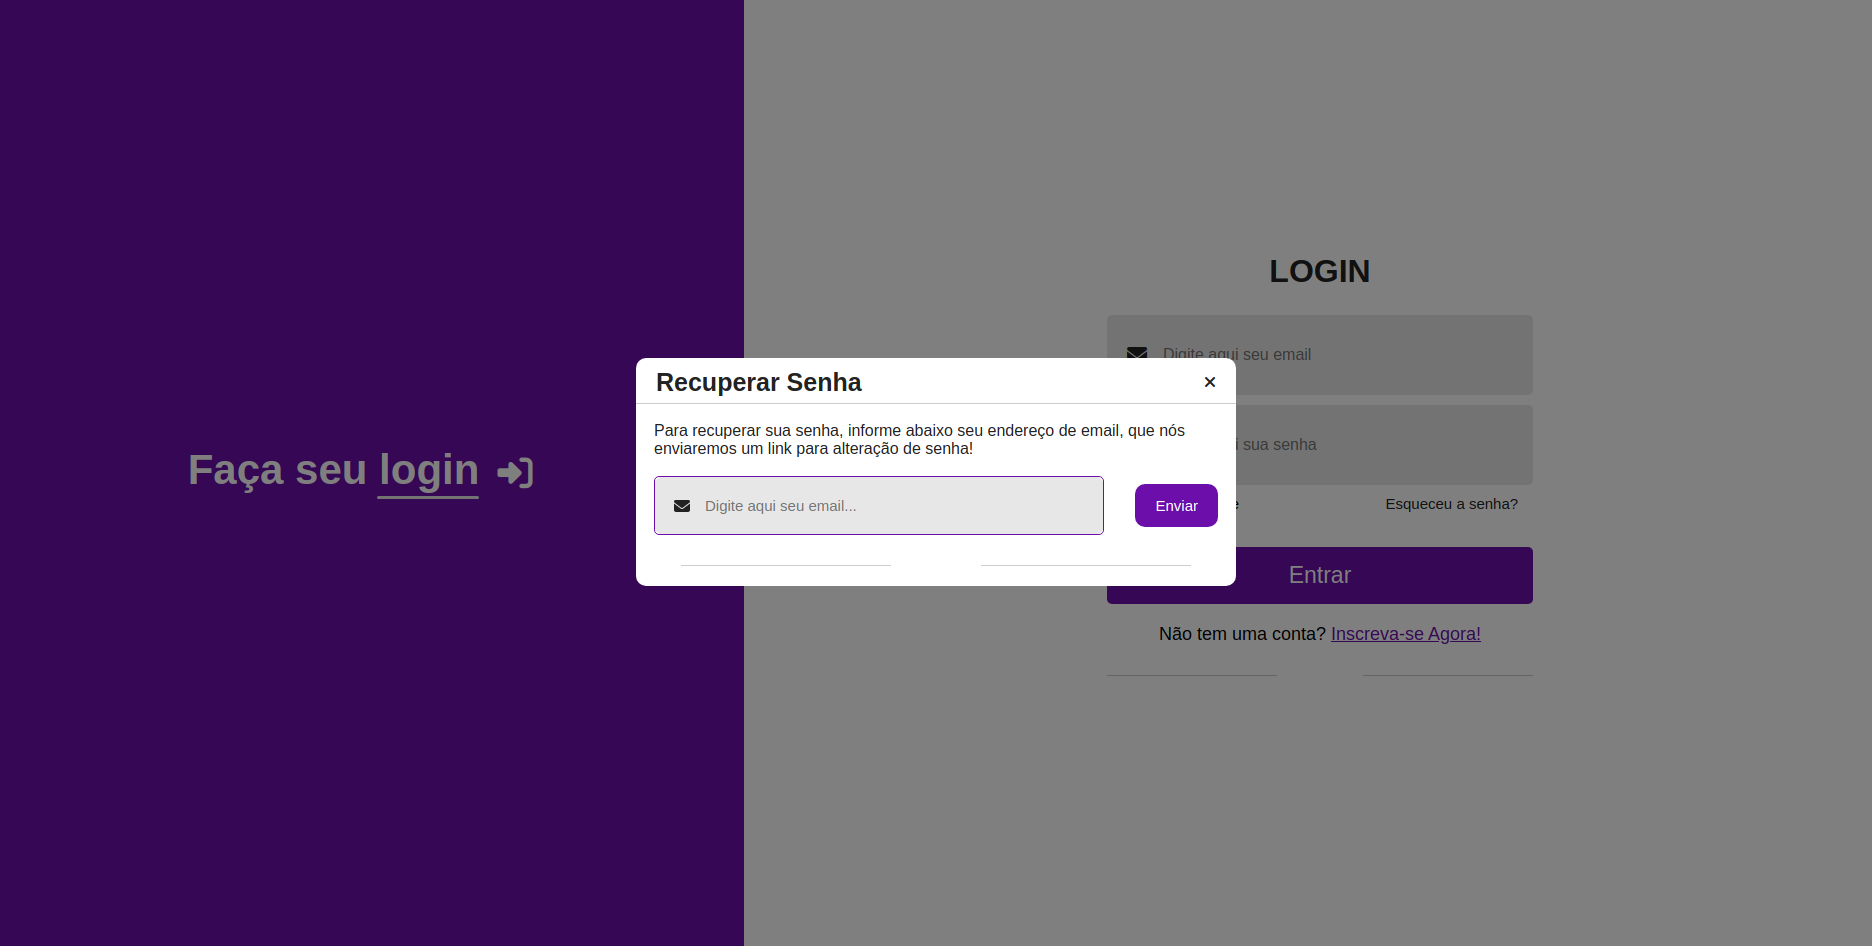 Faça seu login
LOGIN
Digite aqui seu email
sua senha
Esqueceu a senha?
Entrar
Não tem uma conta? Inscreva-se Agora!
Recuperar Senha
Para recuperar sua senha, informe abaixo seu endereço de email, que nós
enviaremos um link para alteração de senha!
Digite aqui seu email...
Enviar